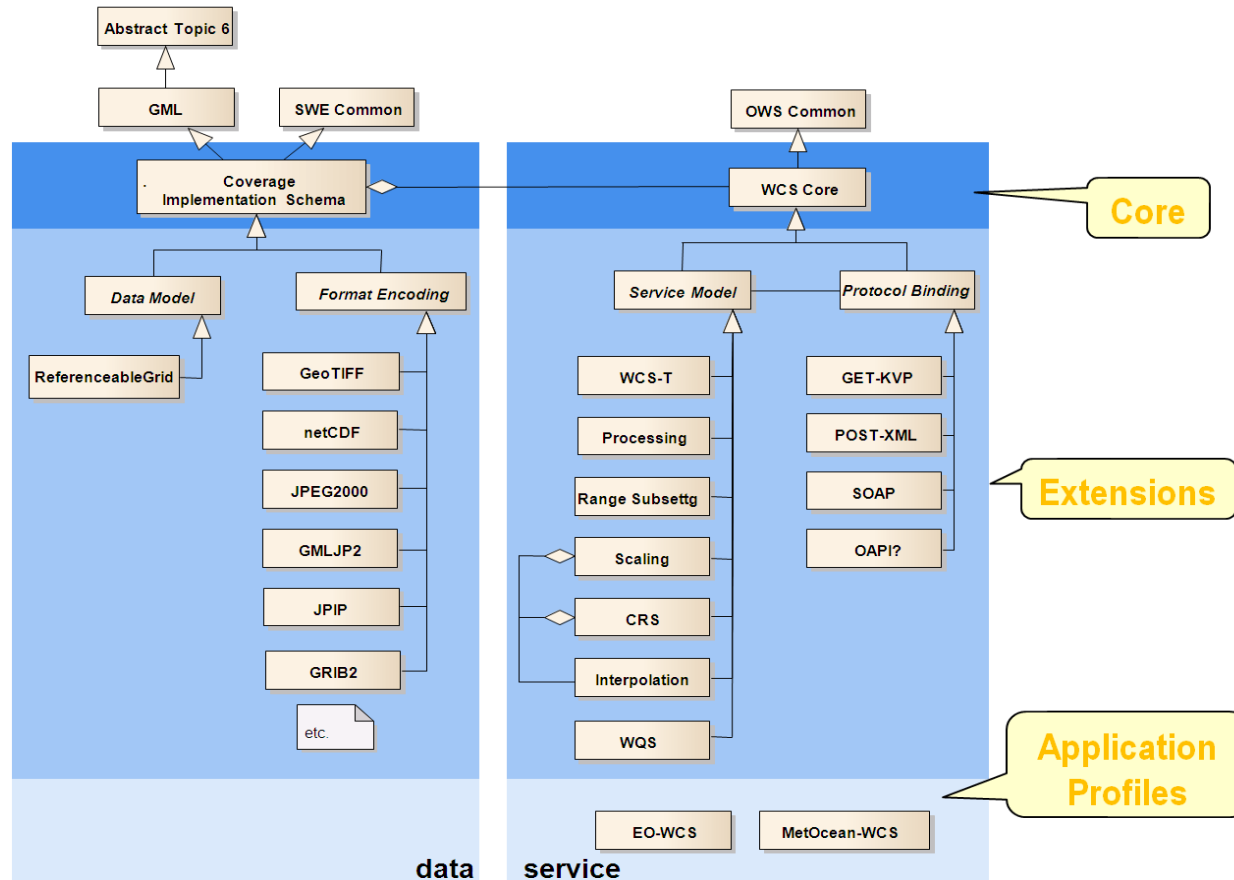 Abstract Topic 6
GML
SWE Common
OWS Common
Coverage
Implementation Schema
WCS Core
Core
Data Model
Format Encoding
Service Model
Protocol Binding
ReferenceableGrid
GeoTIFF
netCDF
JPEG2000
GMLJP2
JPIP
GRIB2
etc.
WCS-T
Processing
Range Subsettg
Scaling
CRS
Interpolation
WQS
GET-KVP
POST-XML
SOAP
OAPI?
Extensions
Application
Profiles
EO-WCS
MetOcean-WCS
data
service